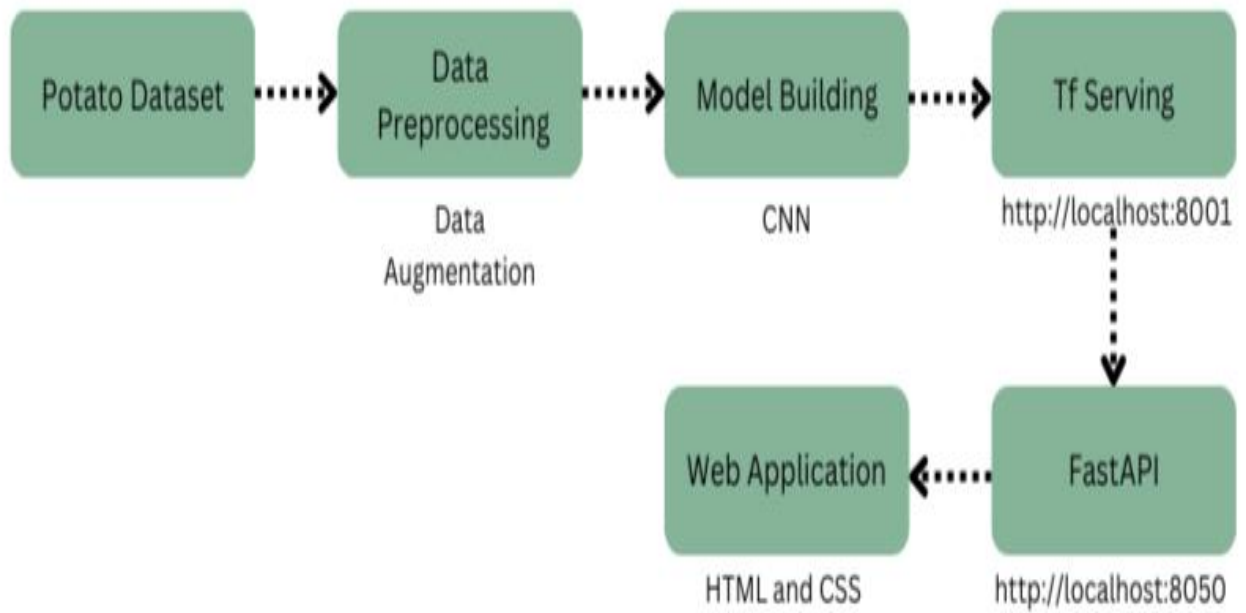 Potato Dataset
Data
Preprocessing
Model Building
Tf Serving
Data
Augmentation
CNN
http://localhost:8001
Web Application
FastAPI
HTML and CSS
http://localhost:8050